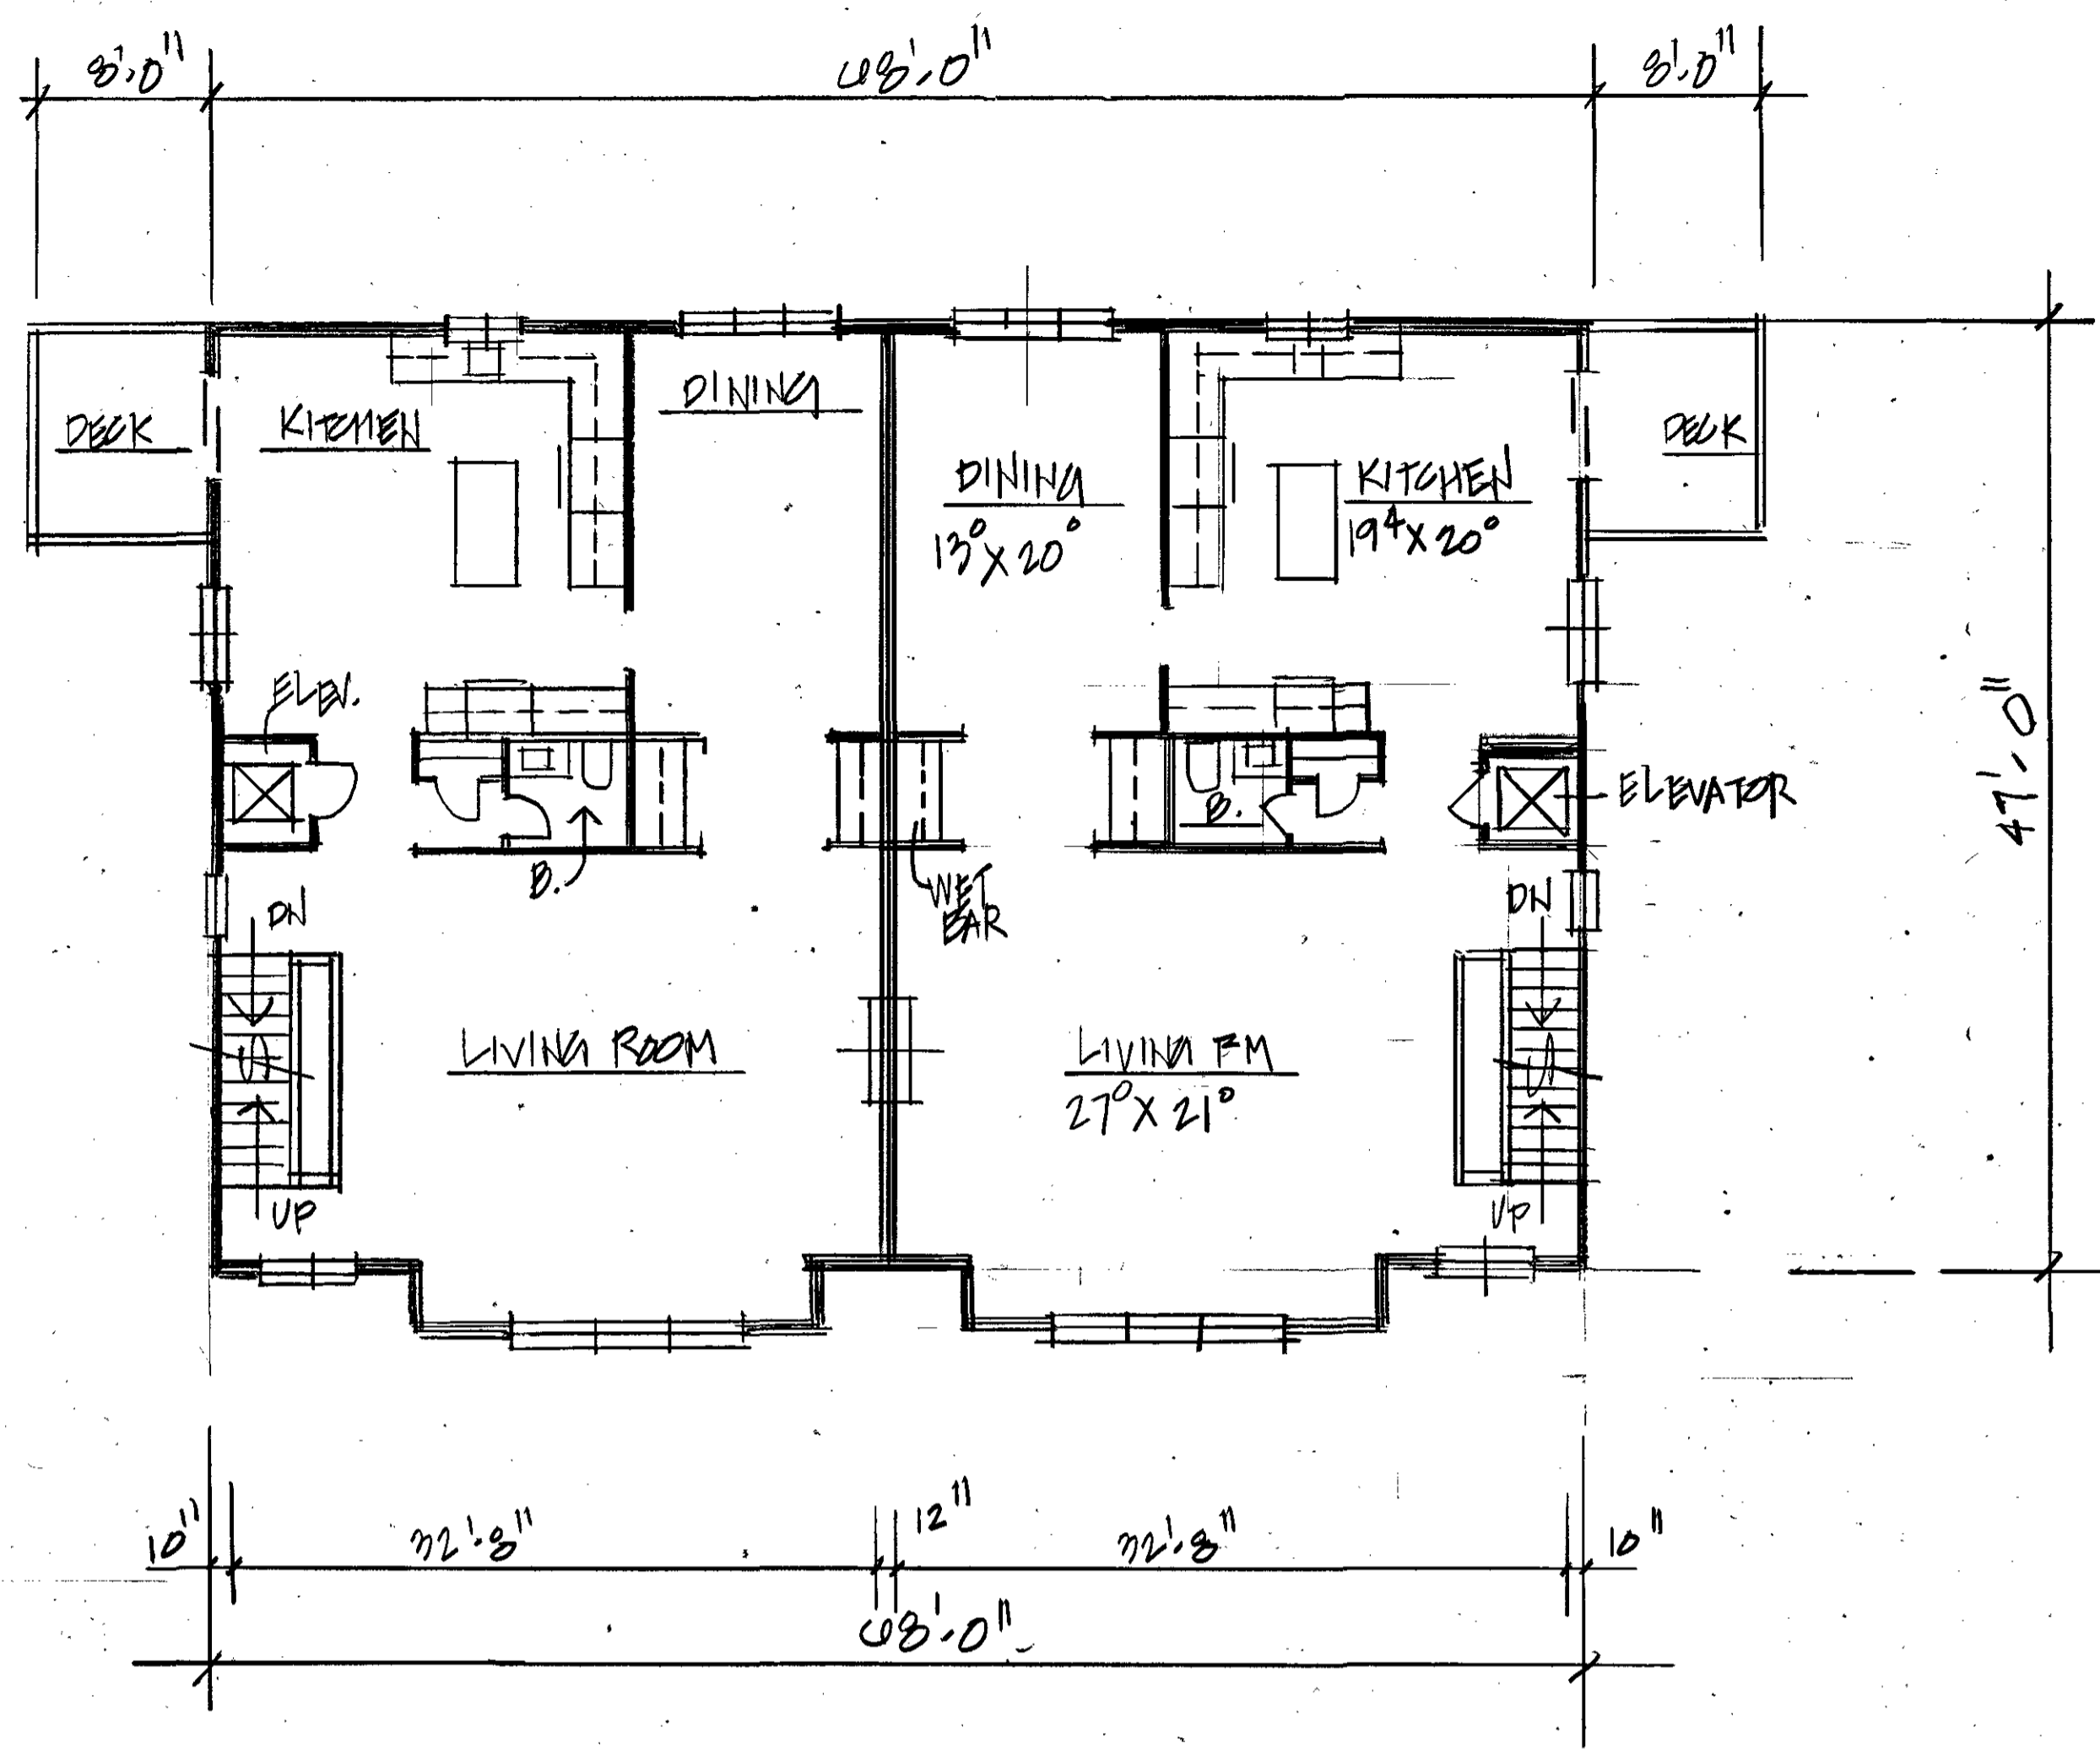 8'-0"
68'-0"
8'-0"
DECK
KITCHEN
DINING
DINING
13⁰ X 20⁰
KITCHEN
19⁴ X 20⁰
DECK
47'-0"
ELEV.
ELEVATOR
B.
B.
WET
BAR
DN
DN
LIVING ROOM
LIVING RM
27⁰ X 21⁰
UP
UP
10"
32'-8"
12"
32'-8"
10"
68'-0"